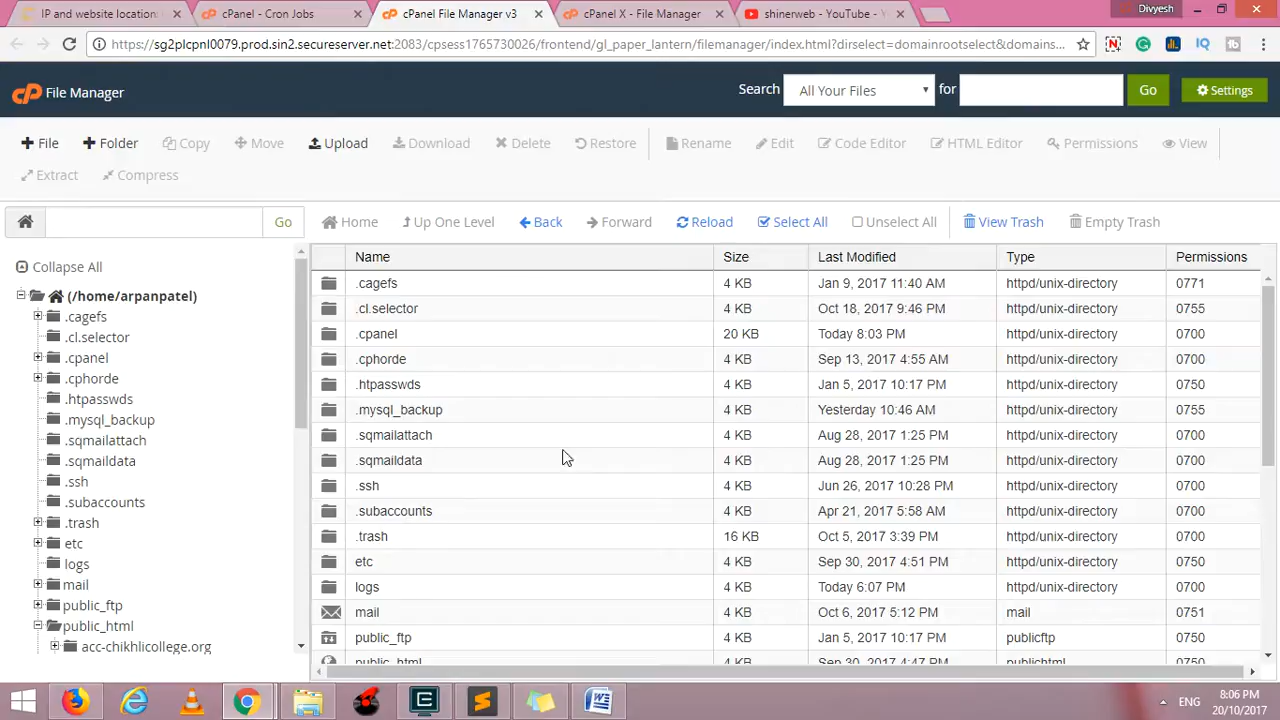 IP and website location:
cPanel - Cron Jobs
cPanel File Manager v3
cPanel X - File Manager
shinerweb - YouTube - Y
Divyesh
https://sg2plcpnl0079.prod.sin2.secureserver.net:2083/cpsess1765730026/frontend/gl_paper_lantern/filemanager/index.html?dirselect=domainrootselect&domains...
cP File Manager Search All Your Files for Go Settings
File Folder Copy Move Upload Download Delete Restore Rename Edit Code Editor HTML Editor Permissions View
Extract Compress
Go Home Up One Level Back Forward Reload Select All Unselect All View Trash Empty Trash
Collapse All
(/home/arpanpatel)
.cagefs
.cl.selector
.cpanel
.cphorde
.htpasswds
.mysql_backup
.sqmailattach
.sqmaildata
.ssh
.subaccounts
.trash
etc
logs
mail
public_ftp
public_html
acc-chikhlicollege.org
Name Size Last Modified Type Permissions
.cagefs 4 KB Jan 9, 2017 11:40 AM httpd/unix-directory 0771
.cl.selector 4 KB Oct 18, 2017 9:46 PM httpd/unix-directory 0755
.cpanel 20 KB Today 8:03 PM httpd/unix-directory 0700
.cphorde 4 KB Sep 13, 2017 4:55 AM httpd/unix-directory 0700
.htpasswds 4 KB Jan 5, 2017 10:17 PM httpd/unix-directory 0750
.mysql_backup 4 KB Yesterday 10:46 AM httpd/unix-directory 0755
.sqmailattach 4 KB Aug 28, 2017 1:25 PM httpd/unix-directory 0700
.sqmaildata 4 KB Aug 28, 2017 1:25 PM httpd/unix-directory 0700
.ssh 4 KB Jun 26, 2017 10:28 PM httpd/unix-directory 0700
.subaccounts 4 KB Apr 21, 2017 5:58 AM httpd/unix-directory 0700
.trash 16 KB Oct 5, 2017 3:39 PM httpd/unix-directory 0700
etc 4 KB Sep 30, 2017 4:51 PM httpd/unix-directory 0750
logs 4 KB Today 6:07 PM httpd/unix-directory 0700
mail 4 KB Oct 6, 2017 5:12 PM mail 0751
public_ftp 4 KB Jan 5, 2017 10:17 PM publicftp 0750
public_html 4 KB Sep 30, 2017 4:47 PM publichtml 0750
ENG
8:06 PM
20/10/2017